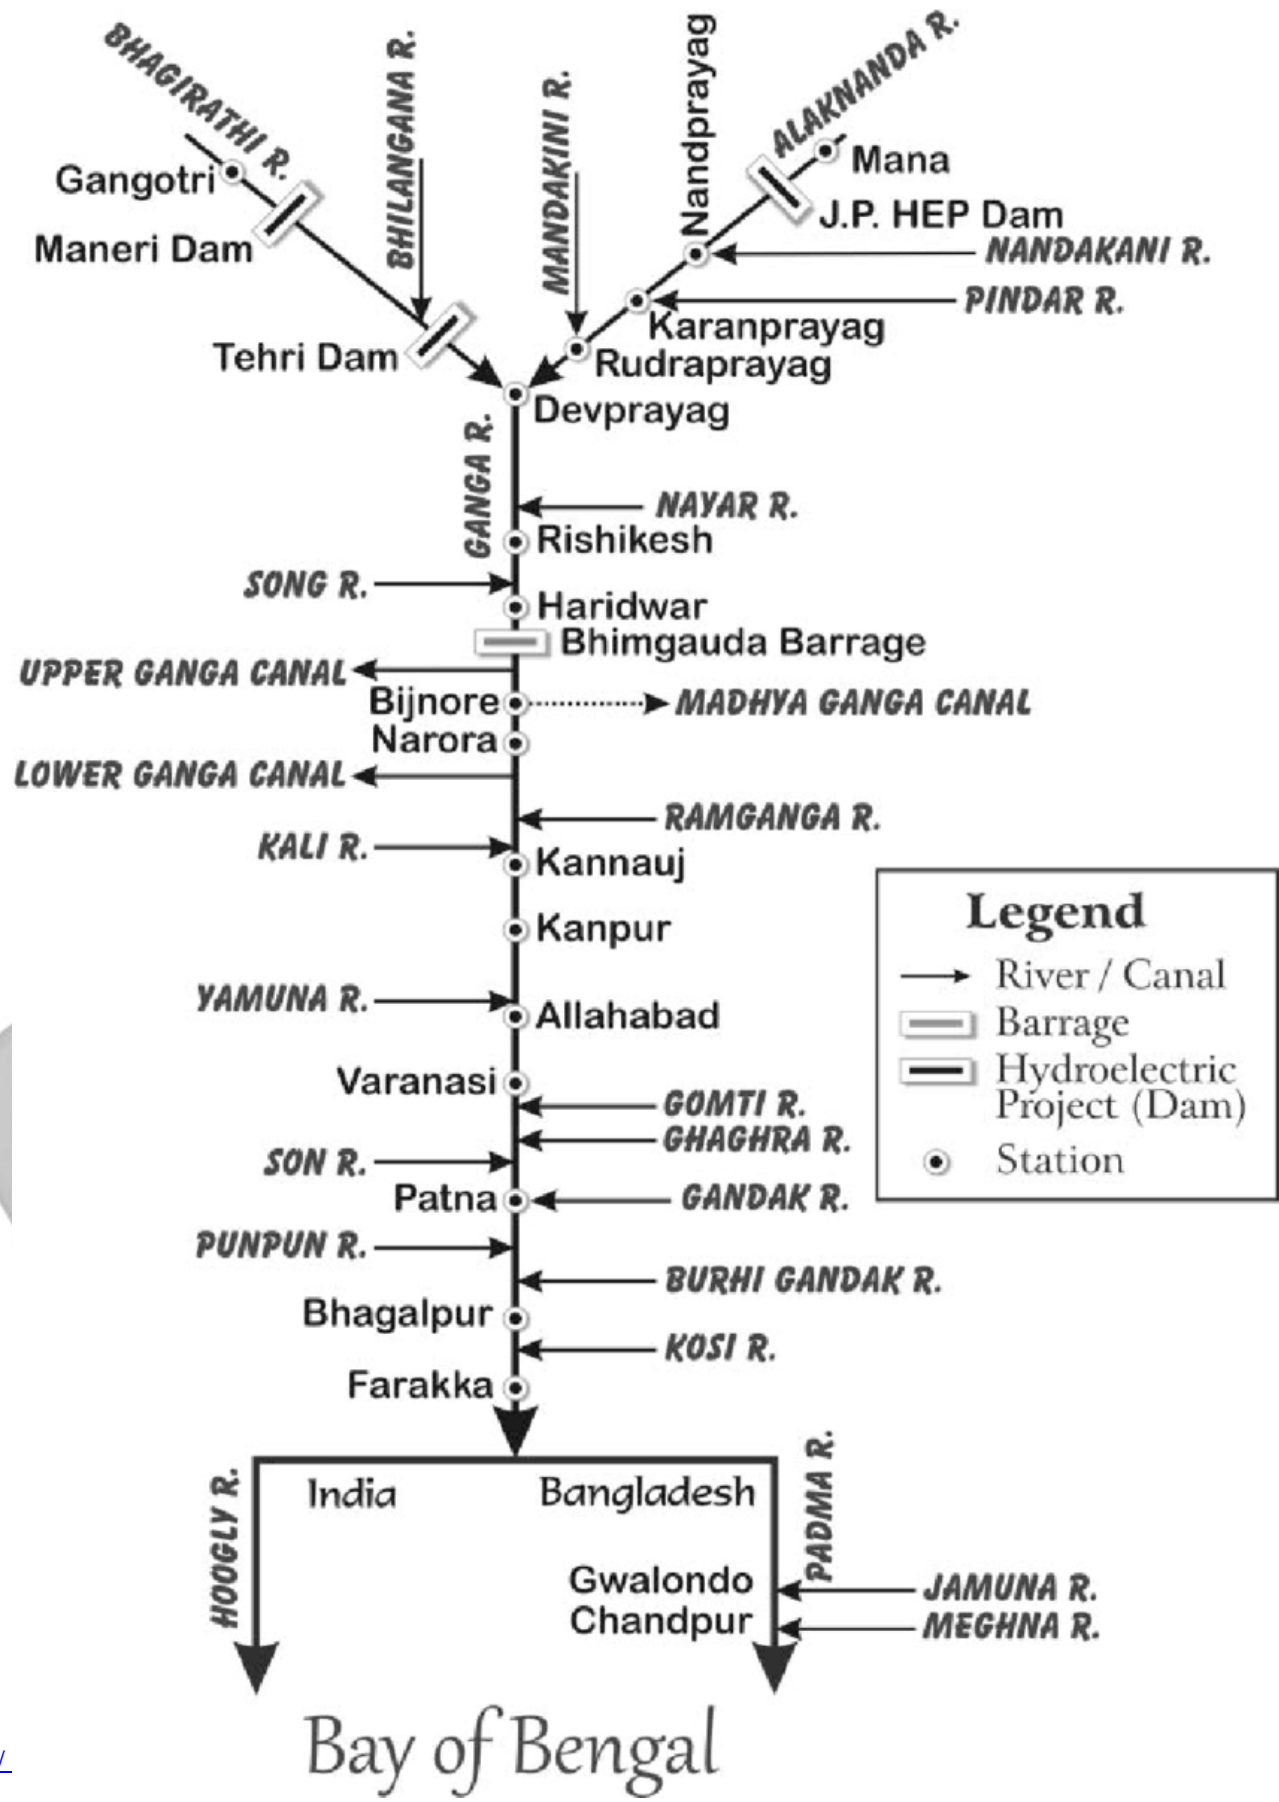 BHAGIRATHI R.
BHILANGANA R.
MANDAKINI R.
Nandprayag
ALAKNANDA R.
Gangotri
Mana
Maneri Dam
J.P. HEP Dam
NANDAKANI R.
PINDAR R.
Karanprayag
Tehri Dam
Rudraprayag
Devprayag
GANGA R.
NAYAR R.
Rishikesh
SONG R.
Haridwar
Bhimgauda Barrage
UPPER GANGA CANAL
Bijnore
MADHYA GANGA CANAL
Narora
LOWER GANGA CANAL
RAMGANGA R.
KALI R.
Kannauj
Kanpur
YAMUNA R.
Allahabad
Varanasi
GOMTI R.
GHAGHRA R.
SON R.
Patna
GANDAK R.
PUNPUN R.
BURHI GANDAK R.
Bhagalpur
KOSI R.
Farakka
Legend
River / Canal
Barrage
Hydroelectric
Project (Dam)
Station
HOOGLY R.
India
Bangladesh
PADMA R.
Gwalondo
JAMUNA R.
Chandpur
MEGHNA R.
Bay of Bengal
/